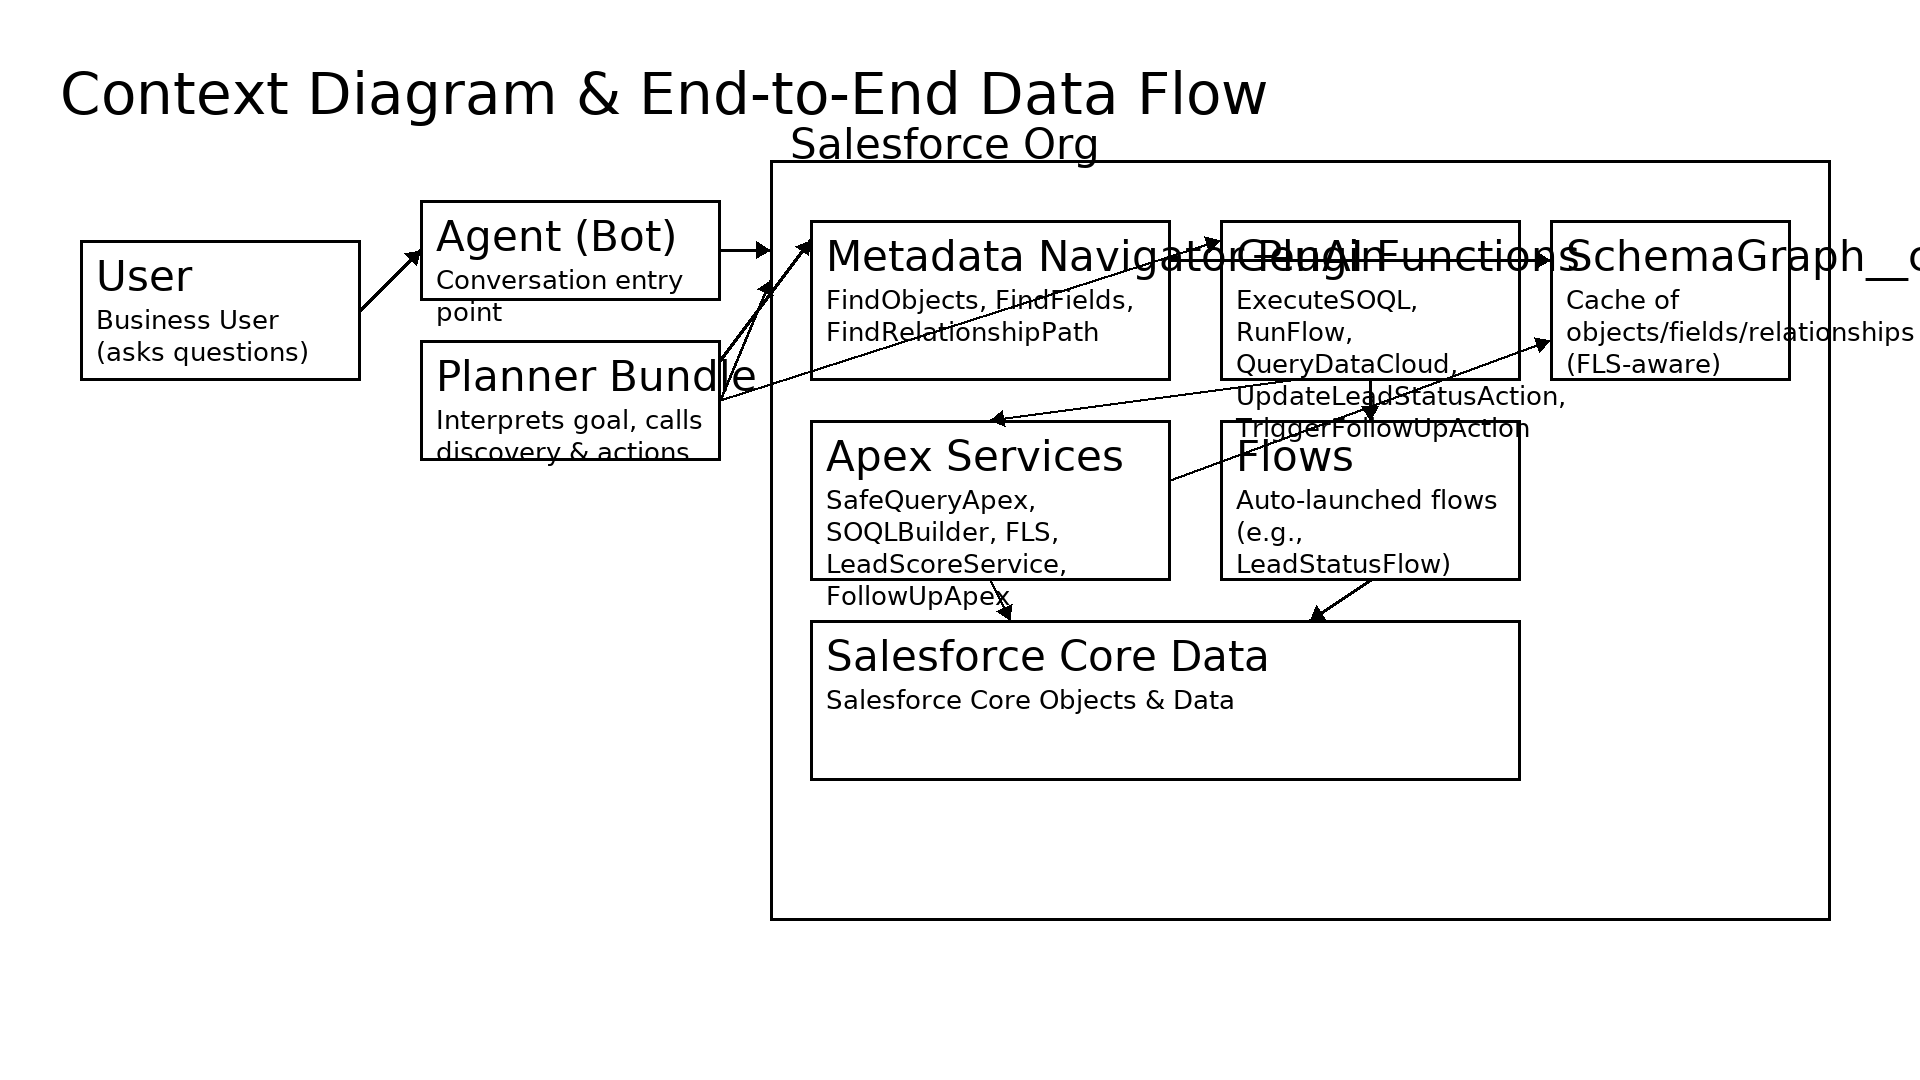 Context Diagram & End-to-End Data Flow
Salesforce Org
User
Business User
(asks questions)
Agent (Bot)
Conversation entry
point
Planner Bundle
Interprets goal, calls
discovery & actions
Metadata Navigator Plugin
FindObjects, FindFields,
FindRelationshipPath
GenAI Functions
ExecuteSOQL,
RunFlow,
QueryDataCloud,
UpdateLeadStatusAction,
TriggerFollowUpAction
SchemaGraph__c
Cache of
objects/fields/relationships
(FLS-aware)
Apex Services
SafeQueryApex,
SOQLBuilder, FLS,
LeadScoreService,
FollowUpApex
Flows
Auto-launched flows
(e.g.,
LeadStatusFlow)
Salesforce Core Data
Salesforce Core Objects & Data